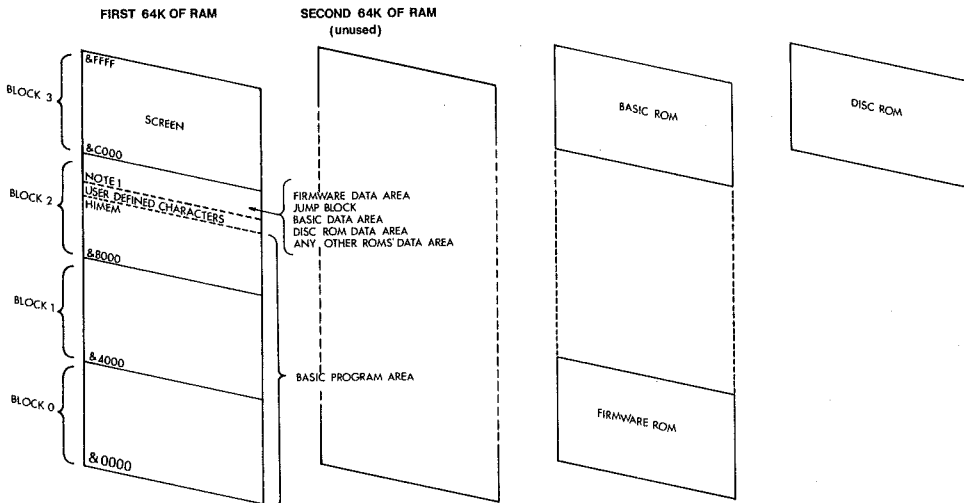 FIRST 64K OF RAM
SECOND 64K OF RAM
(unused)
&FFFF
BLOCK 3
SCREEN
BASIC ROM
DISC ROM
&C000
NOTE 1
BLOCK 2
USER DEFINED CHARACTERS
HIMEM
FIRMWARE DATA AREA
JUMP BLOCK
BASIC DATA AREA
DISC ROM DATA AREA
ANY OTHER ROMS' DATA AREA
&8000
BLOCK 1
&4000
BASIC PROGRAM AREA
BLOCK 0
FIRMWARE ROM
&0000